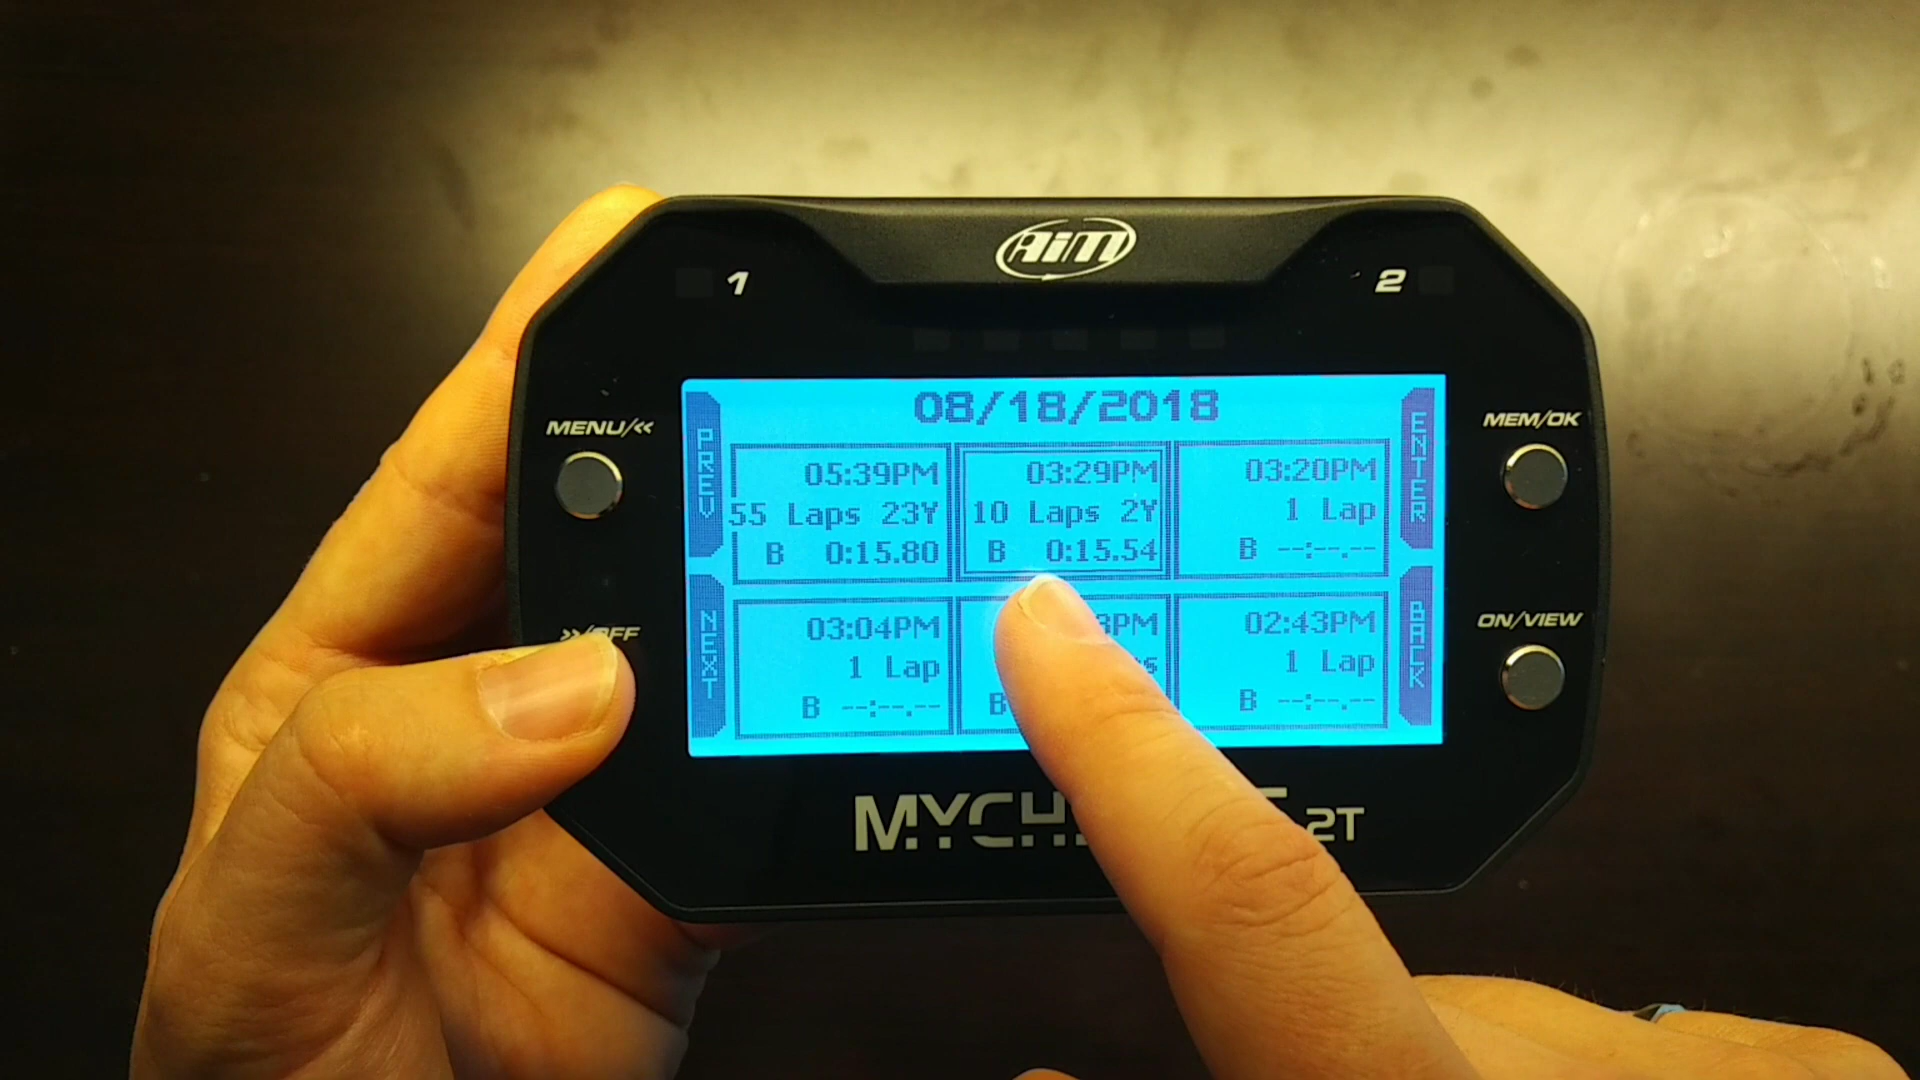 AiM
1 2
MENU/<< MEM/OK
08/18/2018
PREV ENTER
05:39PM 03:29PM 03:20PM
55 Laps 23Y 10 Laps 2Y 1 Lap
B 0:15.80 B 0:15.54 B --:--.--
>>/OFF ON/VIEW
NEXT BACK
03:04PM 02:43PM
1 Lap 1 Lap
B --:--.-- B B --:--.--
2T